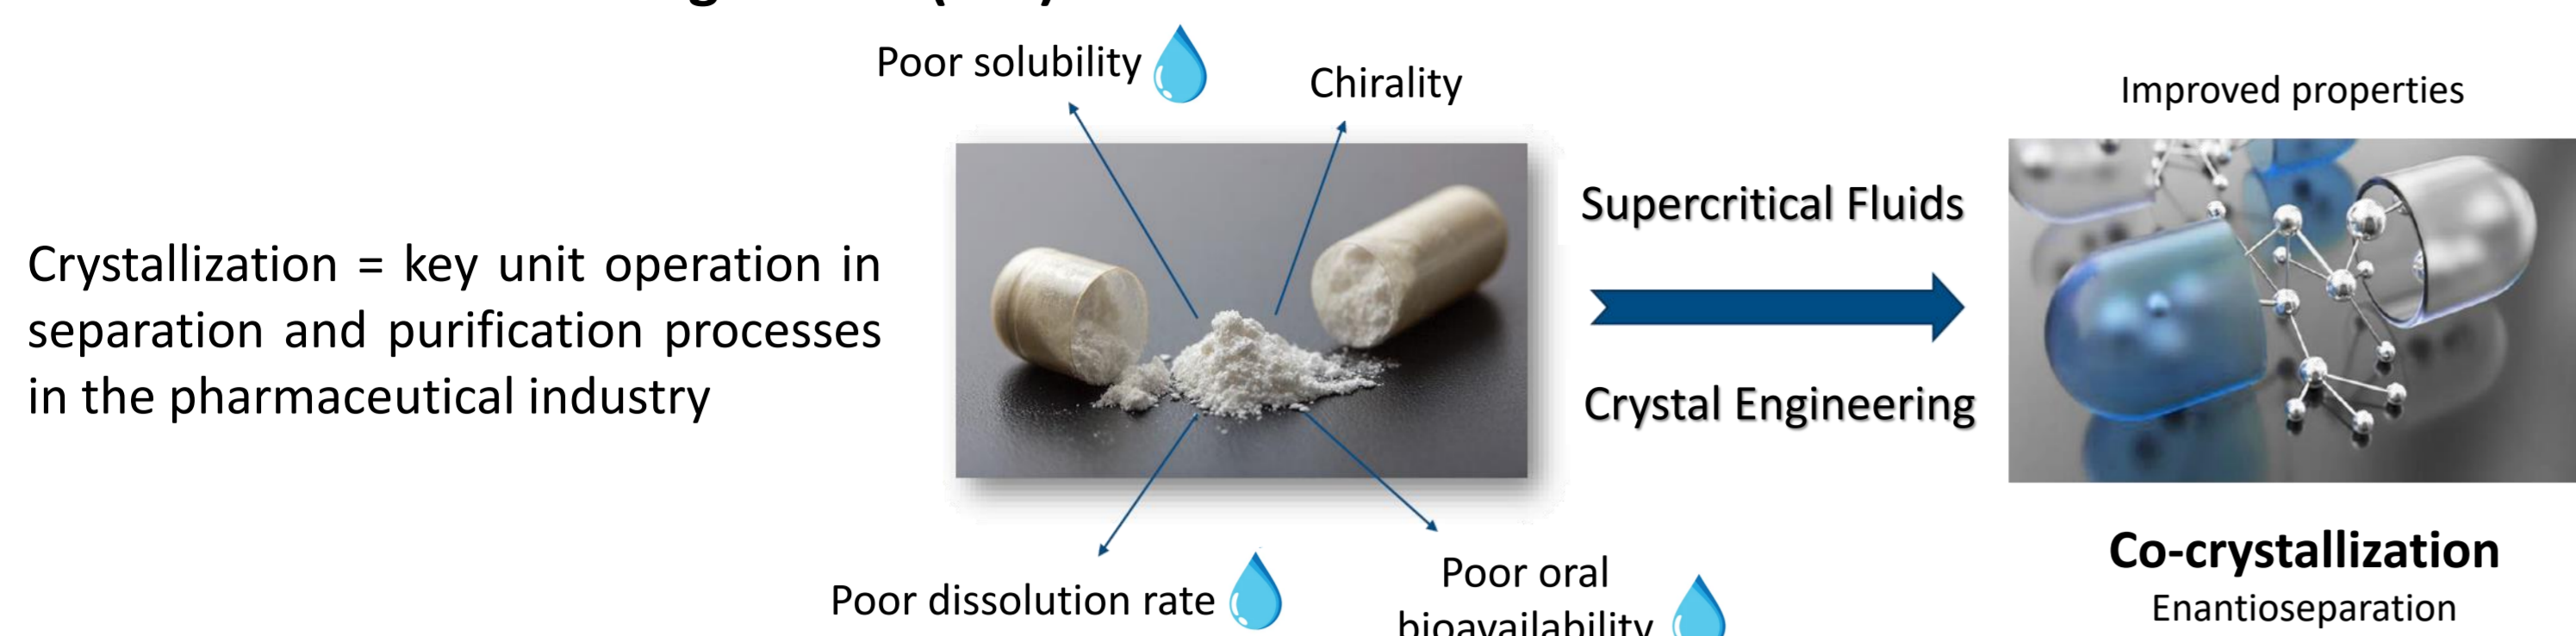 Poor solubility
Chirality
Improved properties
Supercritical Fluids
Crystallization = key unit operation in
separation and purification processes
in the pharmaceutical industry
Crystal Engineering
Poor dissolution rate
Poor oral
bioavailability
Co-crystallization
Enantioseparation